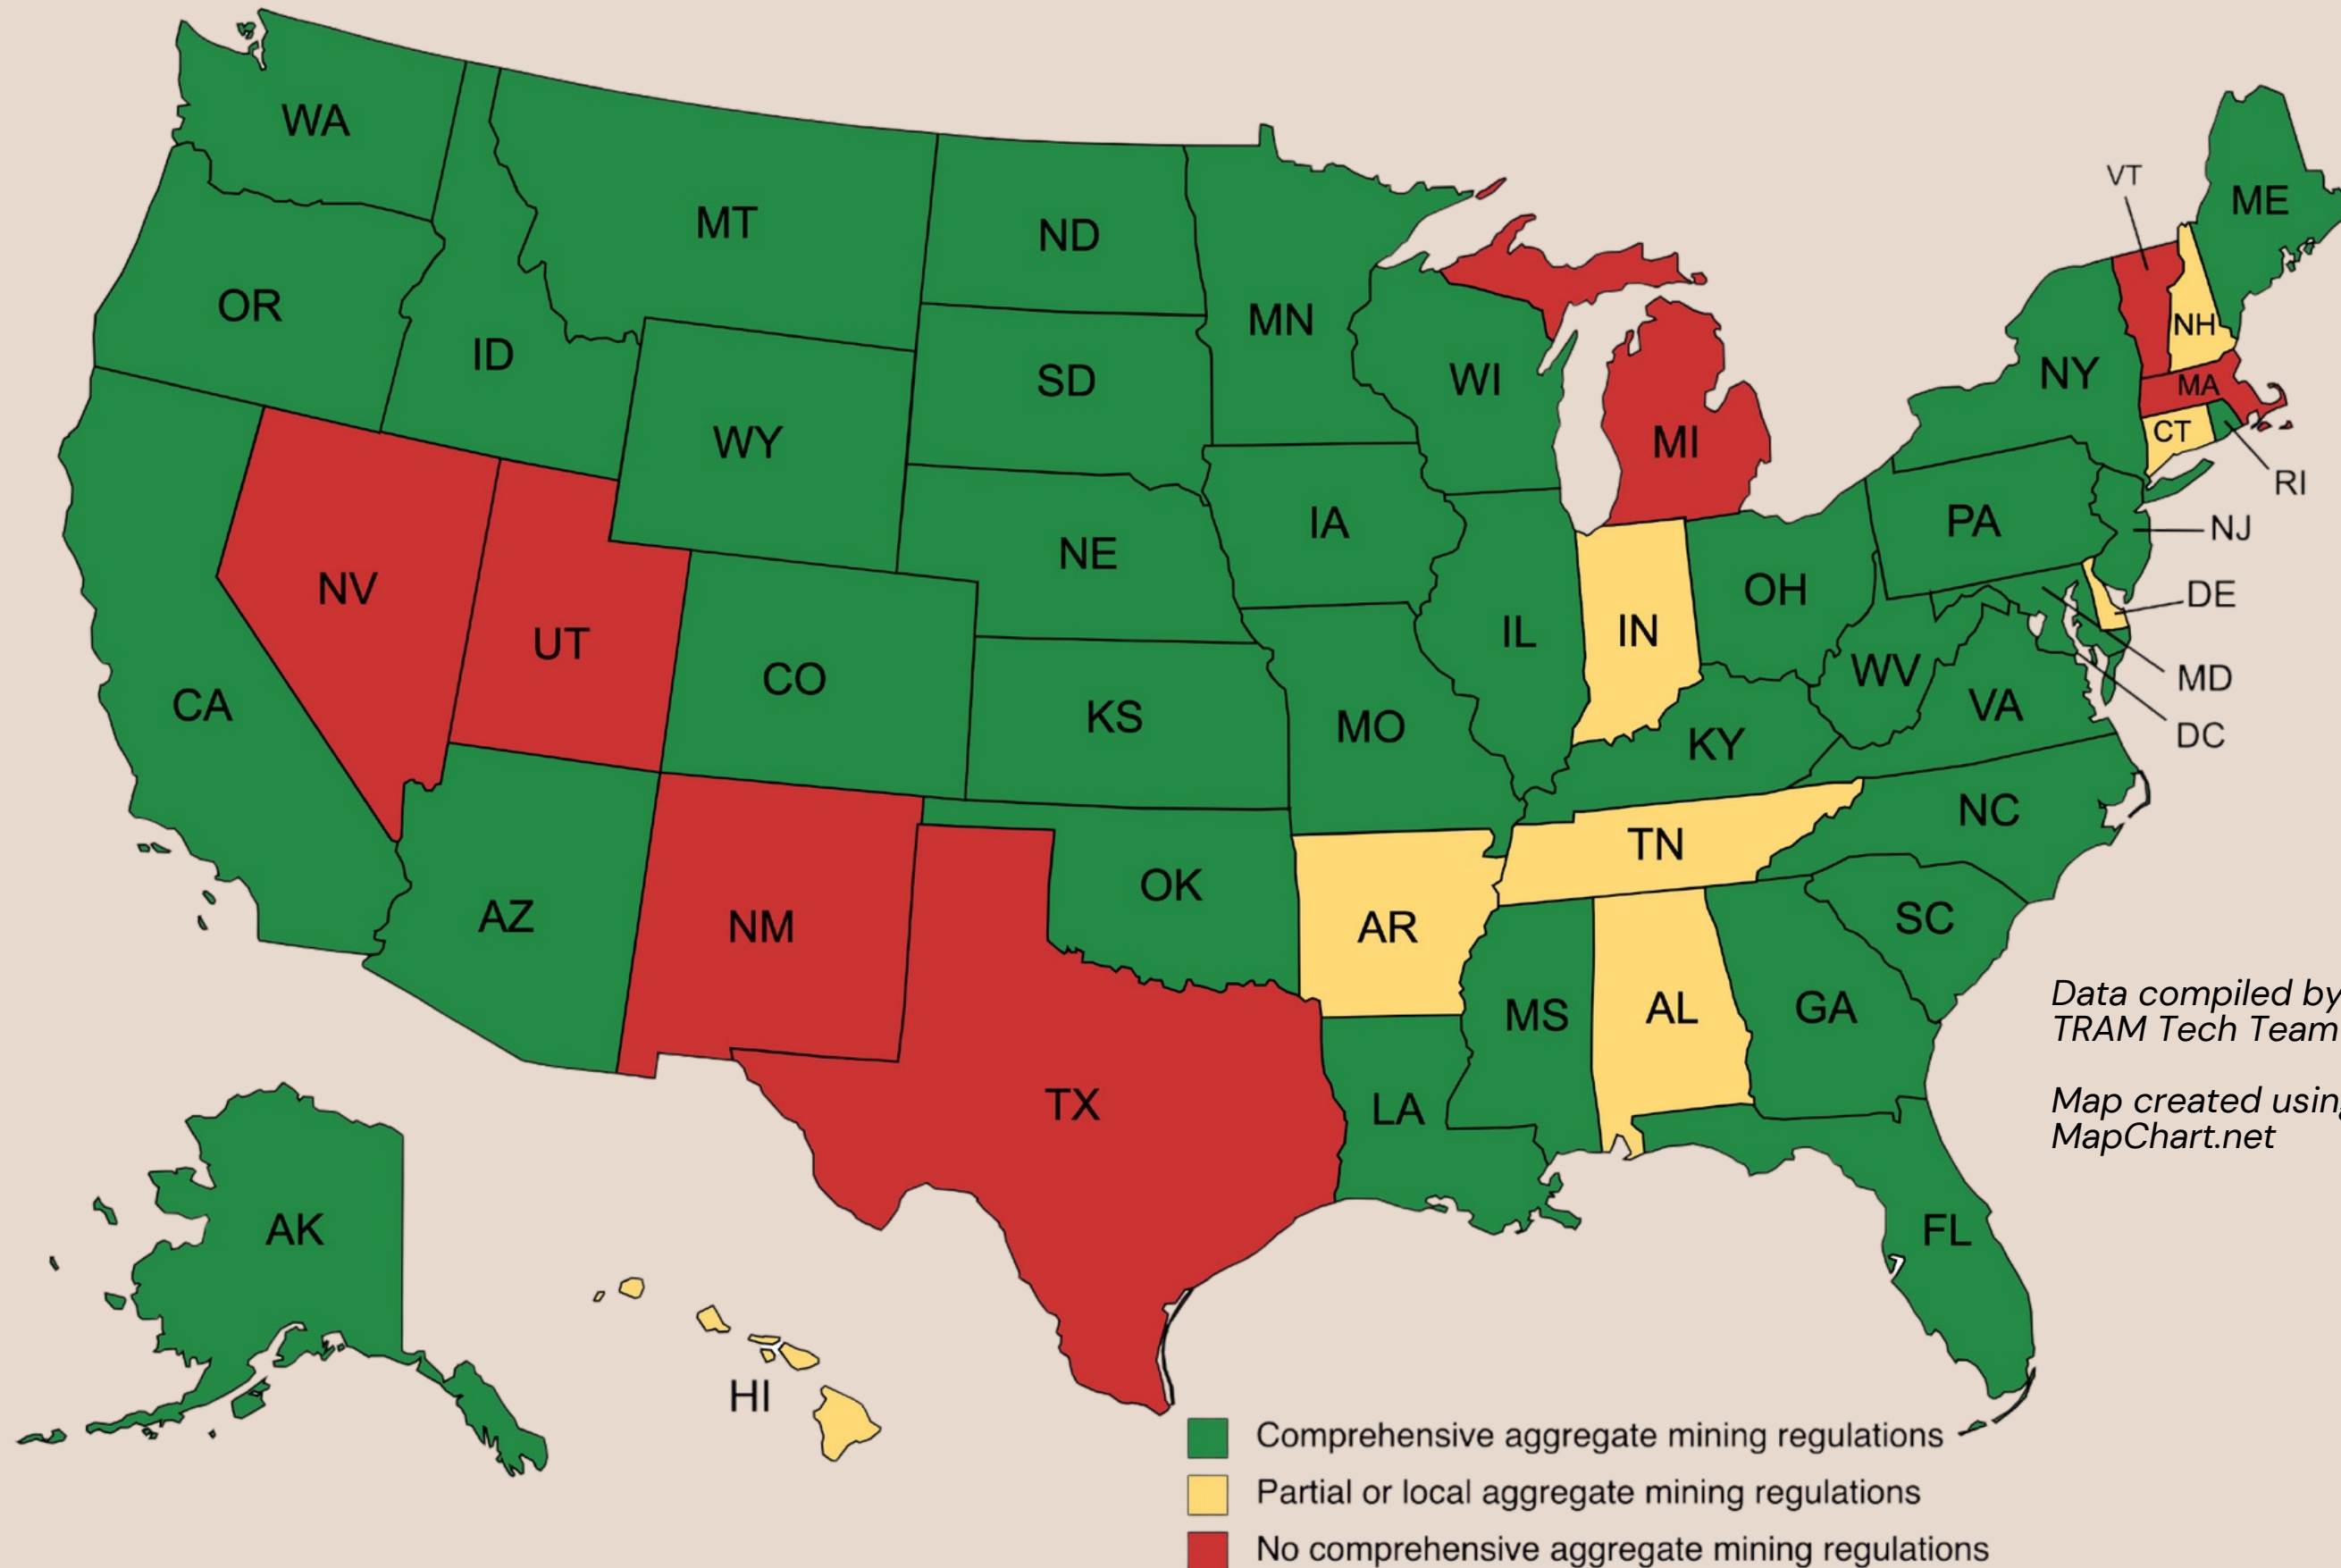 WA
VT
ME
MT
ND
OR
MN
NH
ID
SD
WI
NY
MA
WY
MI
CT
RI
IA
PA
NJ
NE
NV
OH
DE
UT
IL
IN
CO
WV
MD
CA
KS
MO
VA
DC
KY
NC
TN
OK
AZ
NM
AR
SC
MS
AL
GA
Data compiled by
TRAM Tech Team
TX
LA
Map created using
MapChart.net
AK
FL
HI
Comprehensive aggregate mining regulations
Partial or local aggregate mining regulations
No comprehensive aggregate mining regulations